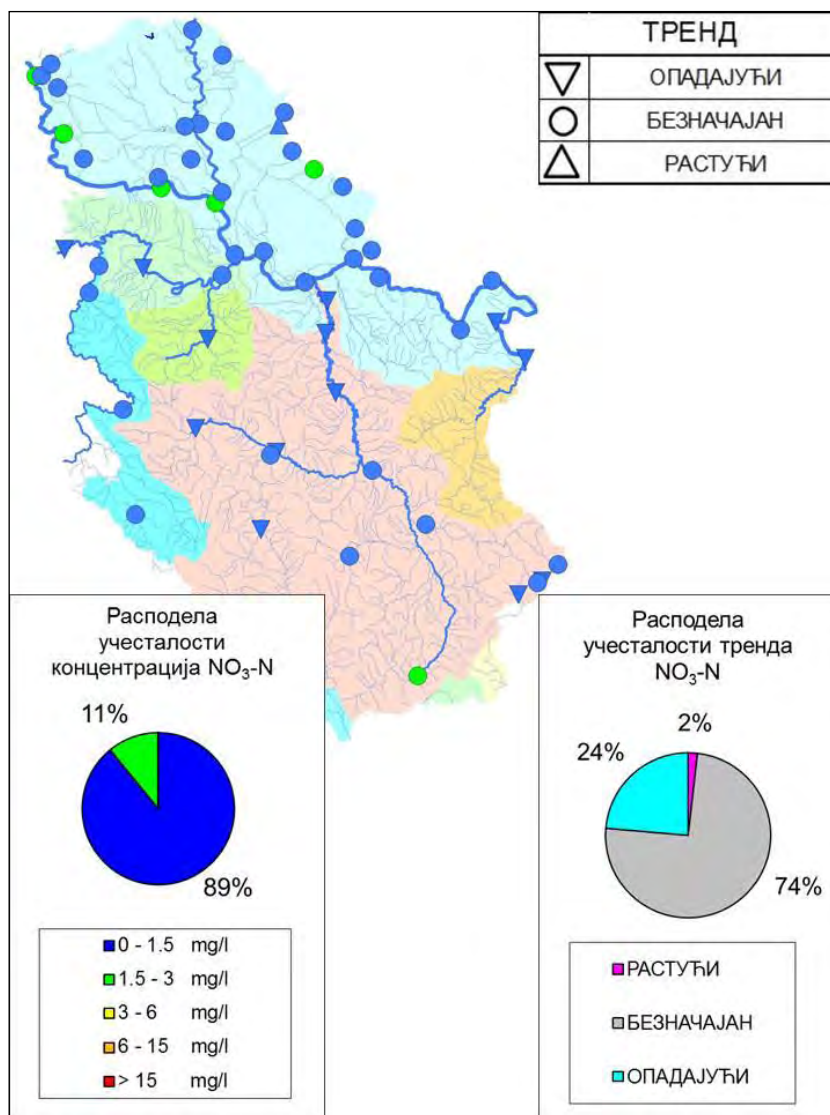 ТРЕНД
ОПАДАЈУЋИ
БЕЗНАЧАЈАН
РАСТУЋИ
Расподела
учесталости
концентрација NO₃-N
11%
89%
0 - 1.5 mg/l
1.5 - 3 mg/l
3 - 6 mg/l
6 - 15 mg/l
> 15 mg/l
Расподела
учесталости тренда
NO₃-N
2%
24%
74%
РАСТУЋИ
БЕЗНАЧАЈАН
ОПАДАЈУЋИ